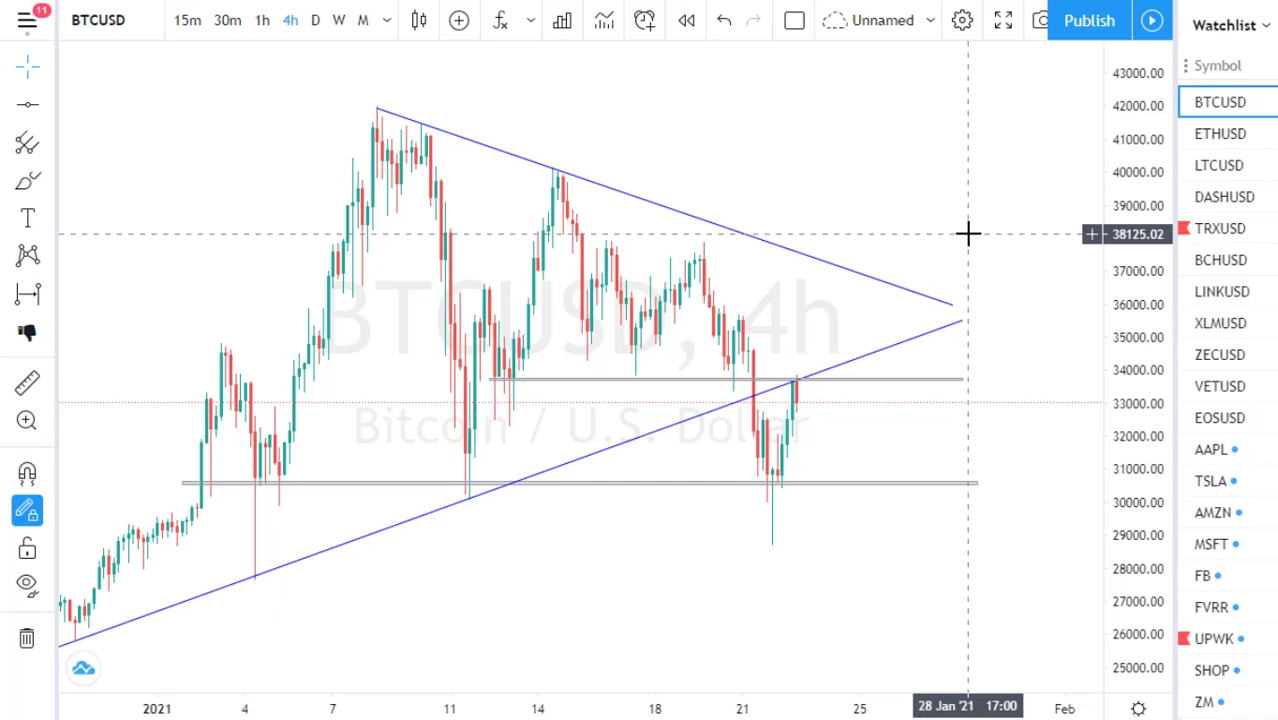 11
BTCUSD
15m 30m 1h 4h D W M
Unnamed
Publish
Watchlist
Symbol
BTCUSD
ETHUSD
LTCUSD
DASHUSD
TRXUSD
BCHUSD
LINKUSD
XLMUSD
ZECUSD
VETUSD
EOSUSD
AAPL
TSLA
AMZN
MSFT
FB
FVRR
UPWK
SHOP
ZM
43000.00
42000.00
41000.00
40000.00
39000.00
38125.02
37000.00
36000.00
35000.00
34000.00
33000.00
32000.00
31000.00
30000.00
29000.00
28000.00
27000.00
26000.00
25000.00
BTCUSD, 4h
Bitcoin / U.S. Dollar
2021 4 7 11 14 18 21 25 28 Jan '21 17:00 Feb